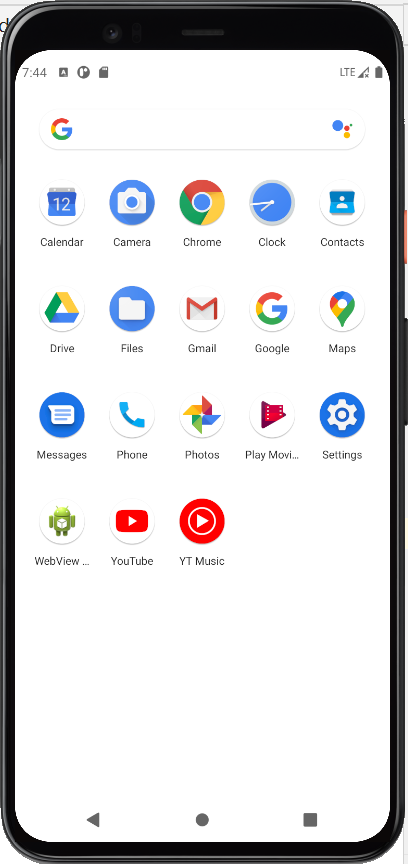 7:44 LTE
G
12
Calendar Camera Chrome Clock Contacts
Drive Files Gmail Google Maps
Messages Phone Photos Play Movi... Settings
WebView ... YouTube YT Music